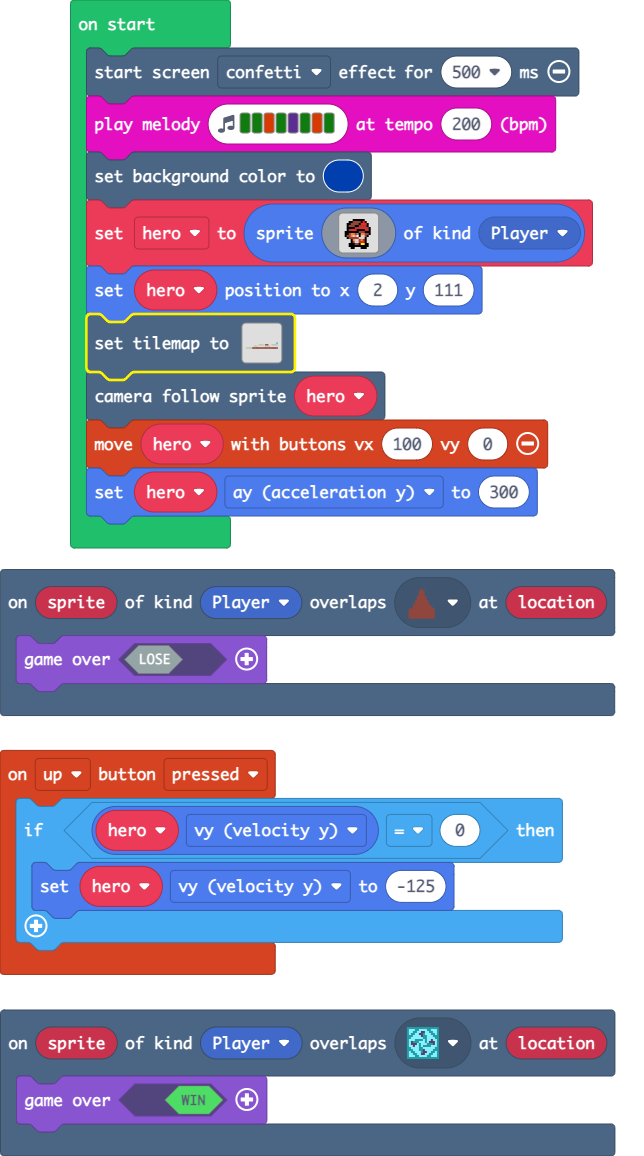 on start
start screen confetti effect for 500 ms
play melody at tempo 200 (bpm)
set background color to
set hero to sprite of kind Player
set hero position to x 2 y 111
set tilemap to
camera follow sprite hero
move hero with buttons vx 100 vy 0
set hero ay (acceleration y) to 300
on sprite of kind Player overlaps at location
game over LOSE
on up button pressed
if hero vy (velocity y) = 0 then
set hero vy (velocity y) to -125
on sprite of kind Player overlaps at location
game over WIN